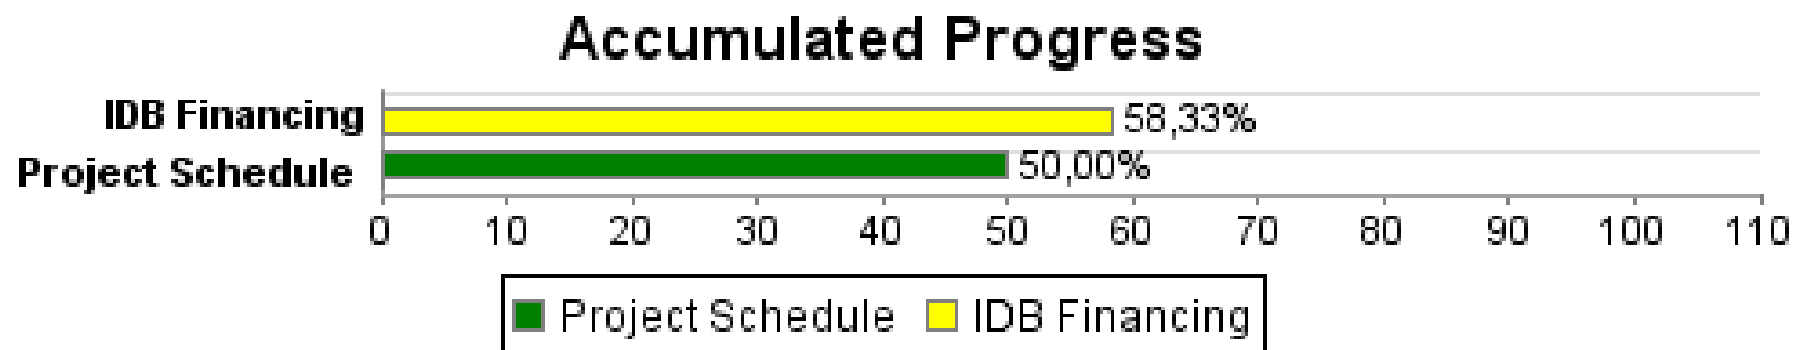 Accumulated Progress
IDB Financing 58,33%
Project Schedule 50,00%
0 10 20 30 40 50 60 70 80 90 100 110
Project Schedule IDB Financing